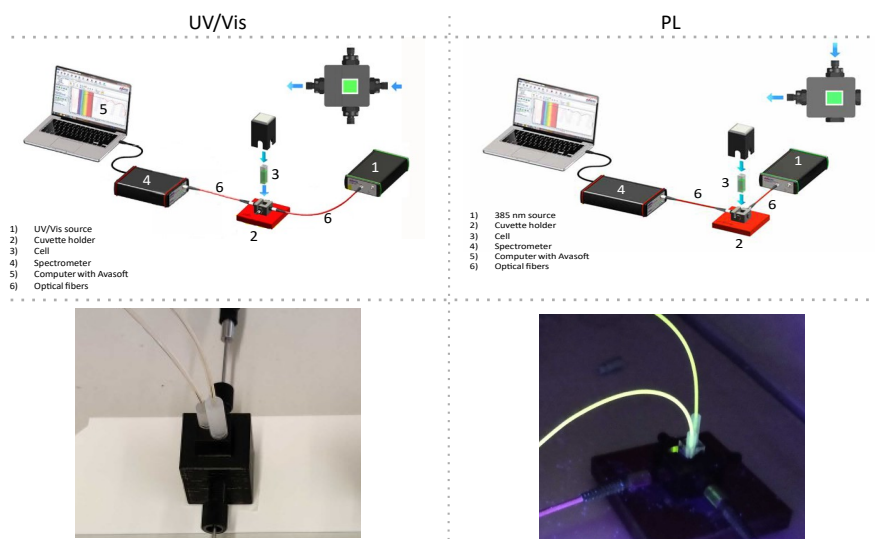 UV/Vis
PL
5
4
6
3
1
6
2
1) UV/Vis source
2) Cuvette holder
3) Cell
4) Spectrometer
5) Computer with Avasoft
6) Optical fibers
4
6
3
1
2
1) 385 nm source
2) Cuvette holder
3) Cell
4) Spectrometer
5) Computer with Avasoft
6) Optical fibers